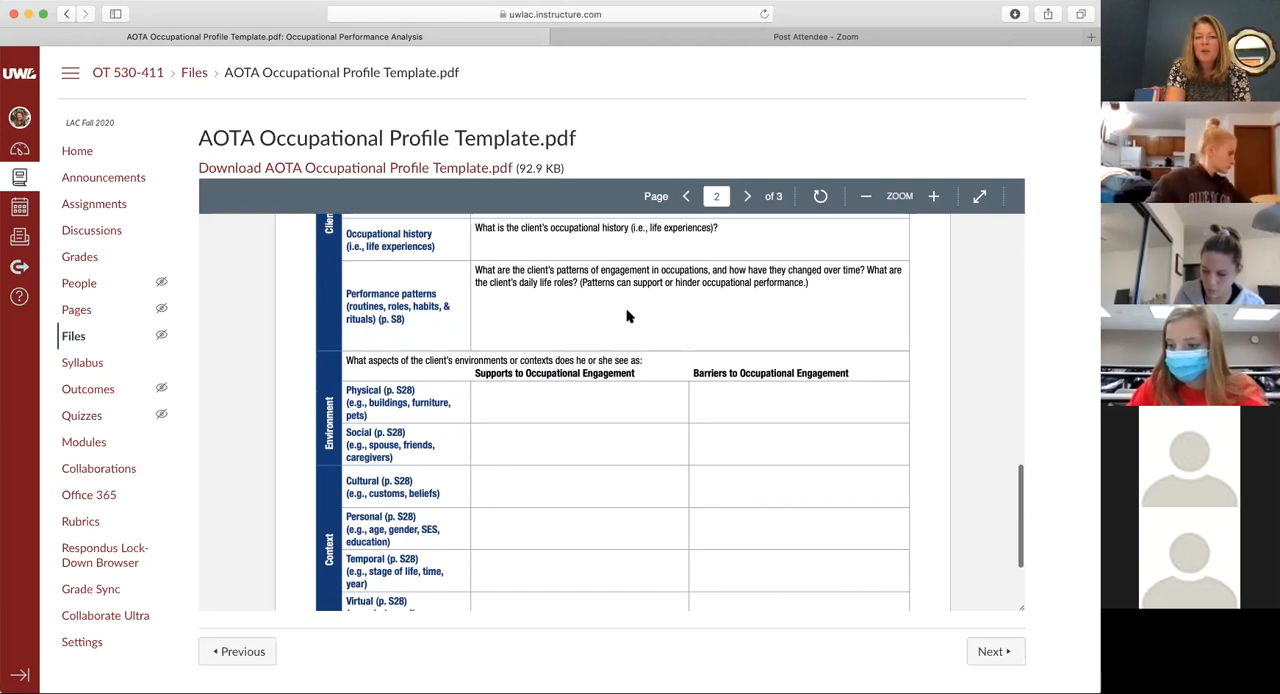 uwlac.instructure.com
AOTA Occupational Profile Template.pdf: Occupational Performance Analysis
Post Attendee - Zoom
UWL
OT 530-411 › Files › AOTA Occupational Profile Template.pdf
LAC Fall 2020
Home
Announcements
Assignments
Discussions
Grades
People
Pages
Files
Syllabus
Outcomes
Quizzes
Modules
Collaborations
Office 365
Rubrics
Respondus Lock-
Down Browser
Grade Sync
Collaborate Ultra
Settings
AOTA Occupational Profile Template.pdf
Download AOTA Occupational Profile Template.pdf (92.9 KB)
Page 2 of 3 ZOOM
Occupational history
(i.e., life experiences)
What is the client's occupational history (i.e., life experiences)?
Performance patterns
(routines, roles, habits, &
rituals) (p. S8)
What are the client's patterns of engagement in occupations, and how have they changed over time? What are
the client's daily life roles? (Patterns can support or hinder occupational performance.)
What aspects of the client's environments or contexts does he or she see as:
Supports to Occupational Engagement
Barriers to Occupational Engagement
Environment
Physical (p. S28)
(e.g., buildings, furniture,
pets)
Social (p. S28)
(e.g., spouse, friends,
caregivers)
Context
Cultural (p. S28)
(e.g., customs, beliefs)
Personal (p. S28)
(e.g., age, gender, SES,
education)
Temporal (p. S28)
(e.g., stage of life, time,
year)
Virtual (p. S28)
Previous
Next